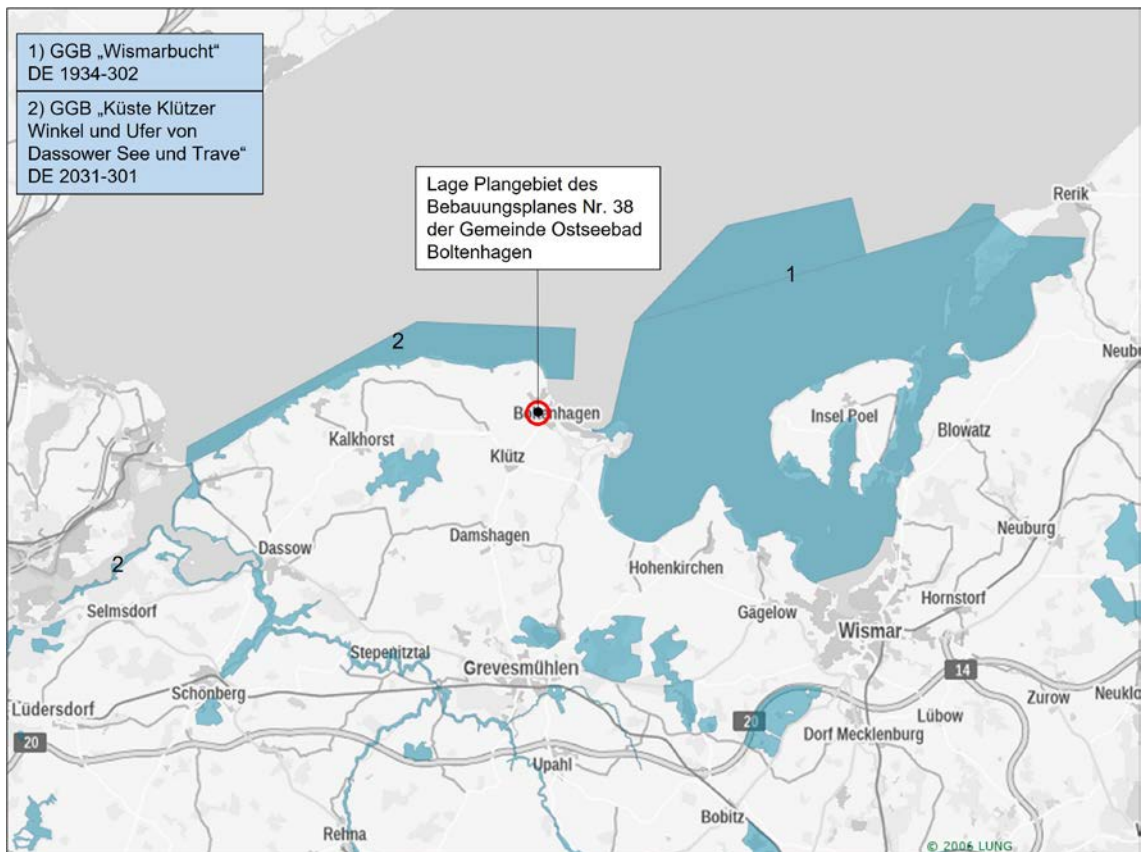 1) GGB „Wismarbucht“
DE 1934-302
2) GGB „Küste Klützer
Winkel und Ufer von
Dassower See und Trave“
DE 2031-301
Lage Plangebiet des
Bebauungsplanes Nr. 38
der Gemeinde Ostseebad
Boltenhagen
Rerik
1
2
Neubu
Boltenhagen
Insel Poel
Kalkhorst
Blowatz
Klütz
Neuburg
Damshagen
Dassow
2
Hohenkirchen
Hornstorf
Selmsdorf
Gägelow
Wismar
Stepenitztal
Grevesmühlen
14
Schönberg
Zurow
Neuklo
Lüdersdorf
Lübow
20
20
Dorf Mecklenburg
Upahl
Bobitz
Rehna
© 2006 LUNG